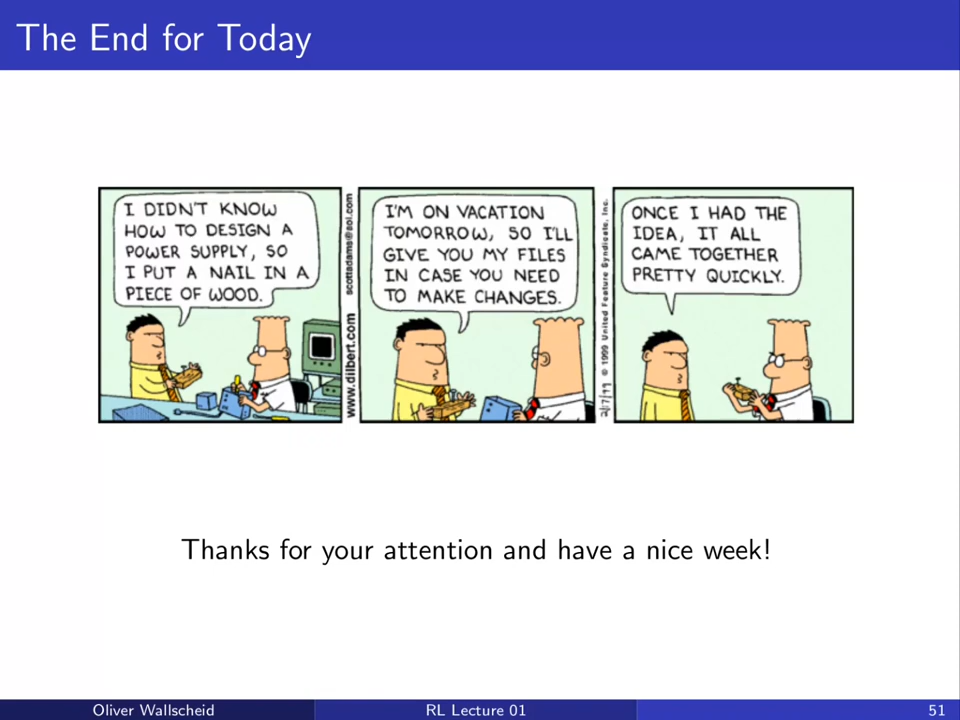 The End for Today
I DIDN'T KNOW
HOW TO DESIGN A
POWER SUPPLY, SO
I PUT A NAIL IN A
PIECE OF WOOD.
www.dilbert.com scottadams@aol.com
I'M ON VACATION
TOMORROW, SO I'LL
GIVE YOU MY FILES
IN CASE YOU NEED
TO MAKE CHANGES.
2/7/99 © 1999 United Feature Syndicate, Inc.
ONCE I HAD THE
IDEA, IT ALL
CAME TOGETHER
PRETTY QUICKLY.
Thanks for your attention and have a nice week!
Oliver Wallscheid
RL Lecture 01
51